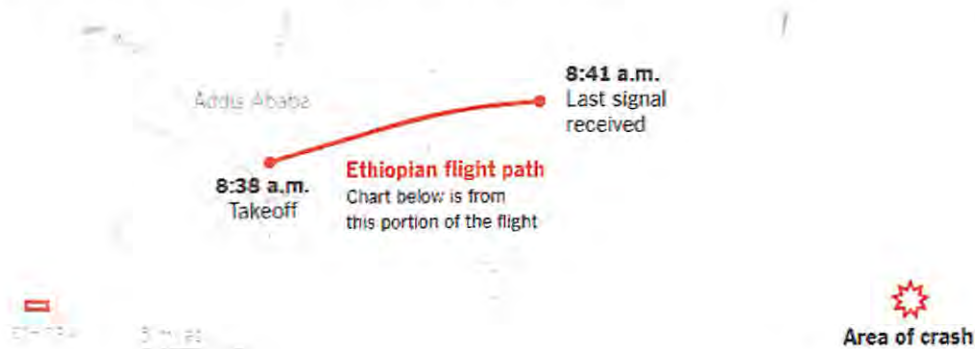 8:41 a.m.
Last signal
received
Addis Ababa
8:38 a.m.
Takeoff
Ethiopian flight path
Chart below is from
this portion of the flight
Area of crash